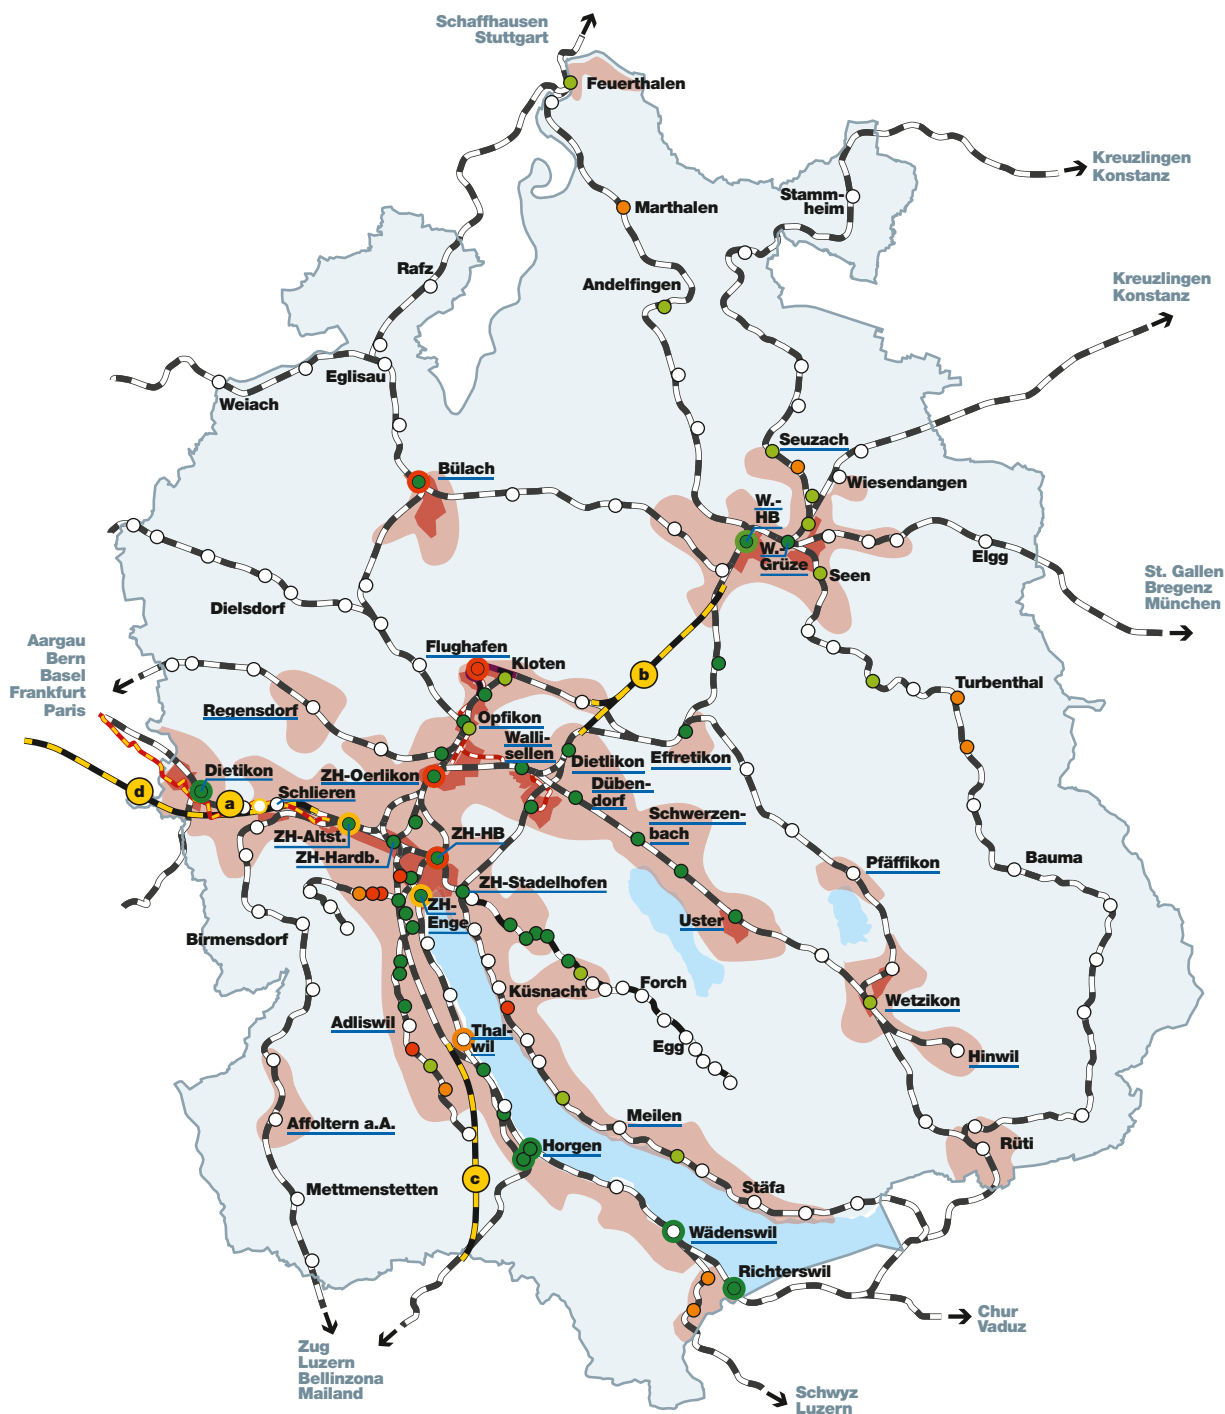 Schaffhausen
Stuttgart
Feuerthalen
Kreuzlingen
Konstanz
Stamm-
heim
Marthalen
Rafz
Andelfingen
Kreuzlingen
Konstanz
Eglisau
Weiach
Seuzach
Bülach
Wiesendangen
W.-
HB
W.-
Grüze
Elgg
Seen
St. Gallen
Bregenz
München
Dielsdorf
Aargau
Bern
Basel
Frankfurt
Paris
Flughafen
Kloten
b
Turbenthal
Regensdorf
Opfikon
Walli-
sellen
Dietlikon
Effretikon
Dietikon
ZH-Oerlikon
Düben-
dorf
d
a
Schlieren
Schwerzen-
bach
ZH-Altst.
ZH-HB
ZH-Hardb.
Pfäffikon
Bauma
ZH-Stadelhofen
ZH-
Enge
Uster
Birmensdorf
Forch
Küsnacht
Wetzikon
Adliswil
Thal-
wil
Egg
Hinwil
Affoltern a.A.
Meilen
Horgen
Rüti
c
Mettmenstetten
Stäfa
Wädenswil
Richterswil
Chur
Vaduz
Zug
Luzern
Bellinzona
Mailand
Schwyz
Luzern